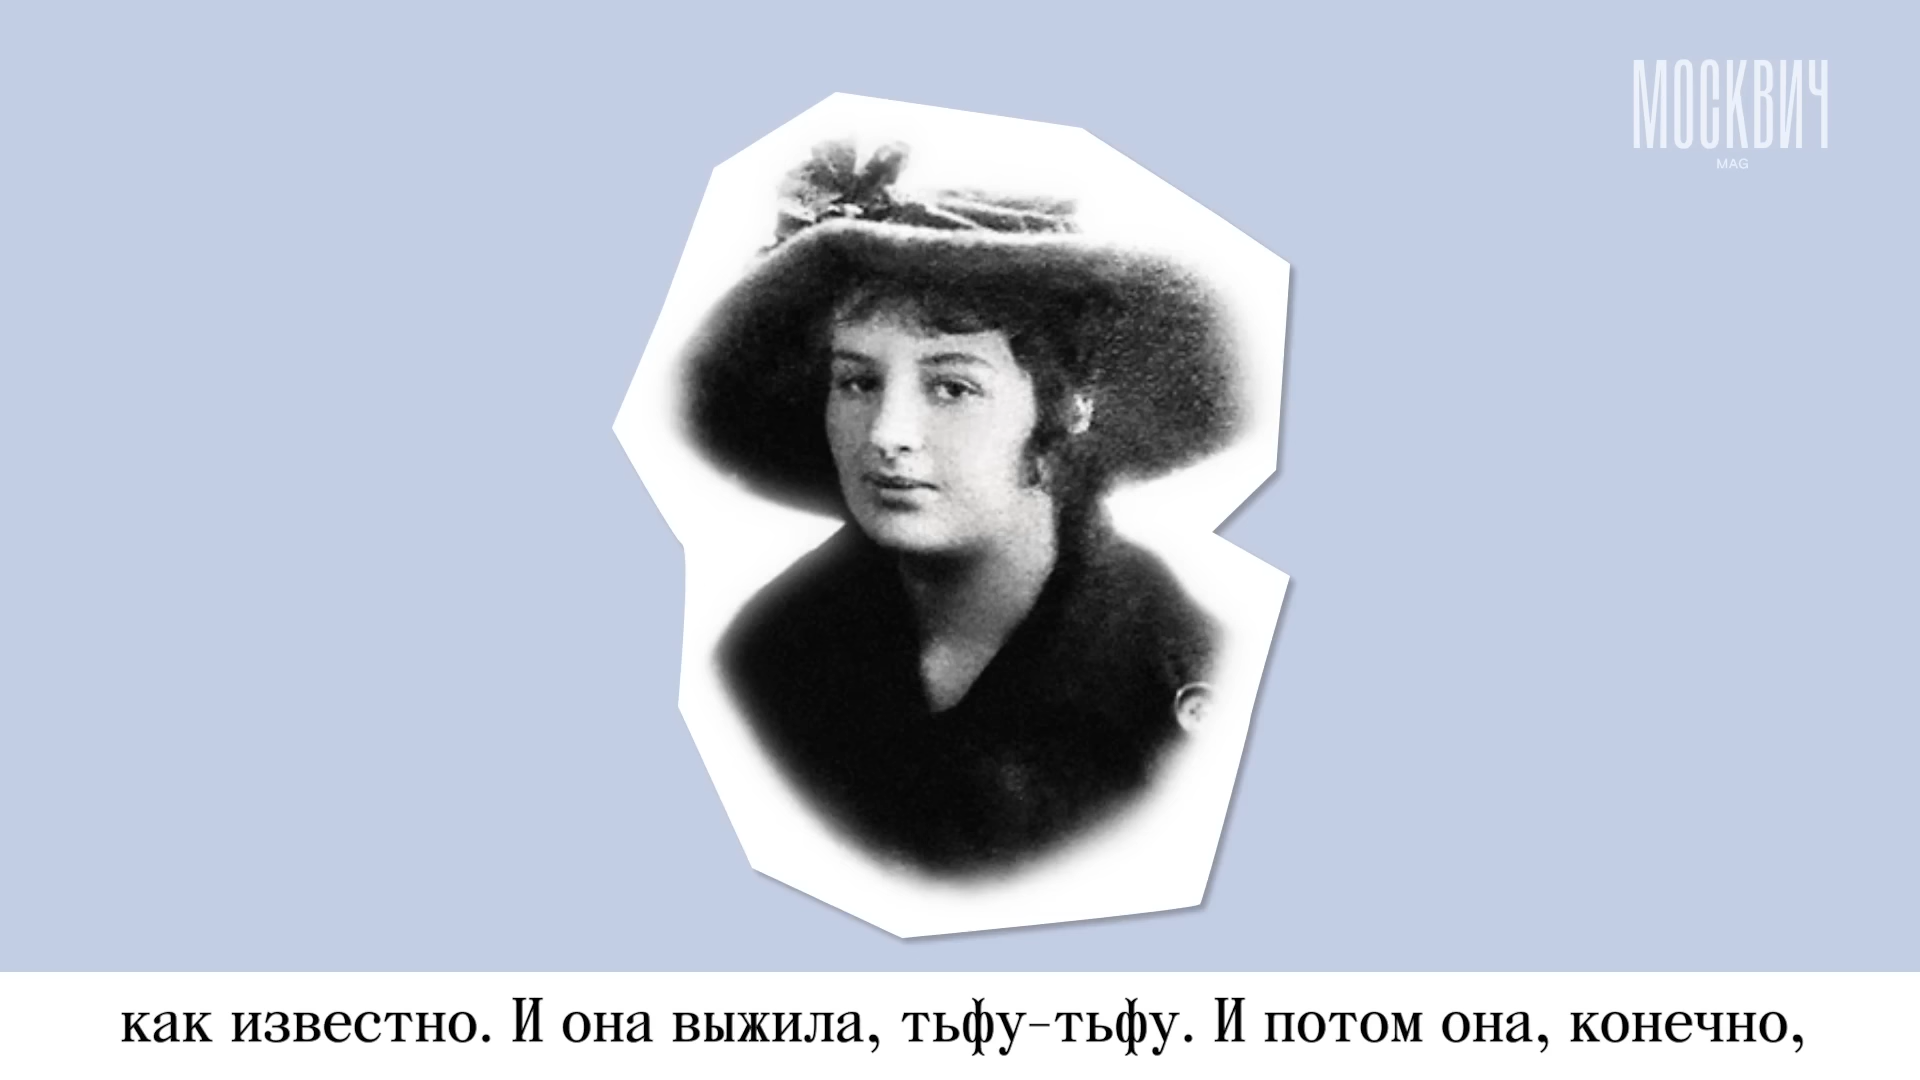 МОСКВИЧ
MAG
как известно. И она выжила, тьфу-тьфу. И потом она, конечно,